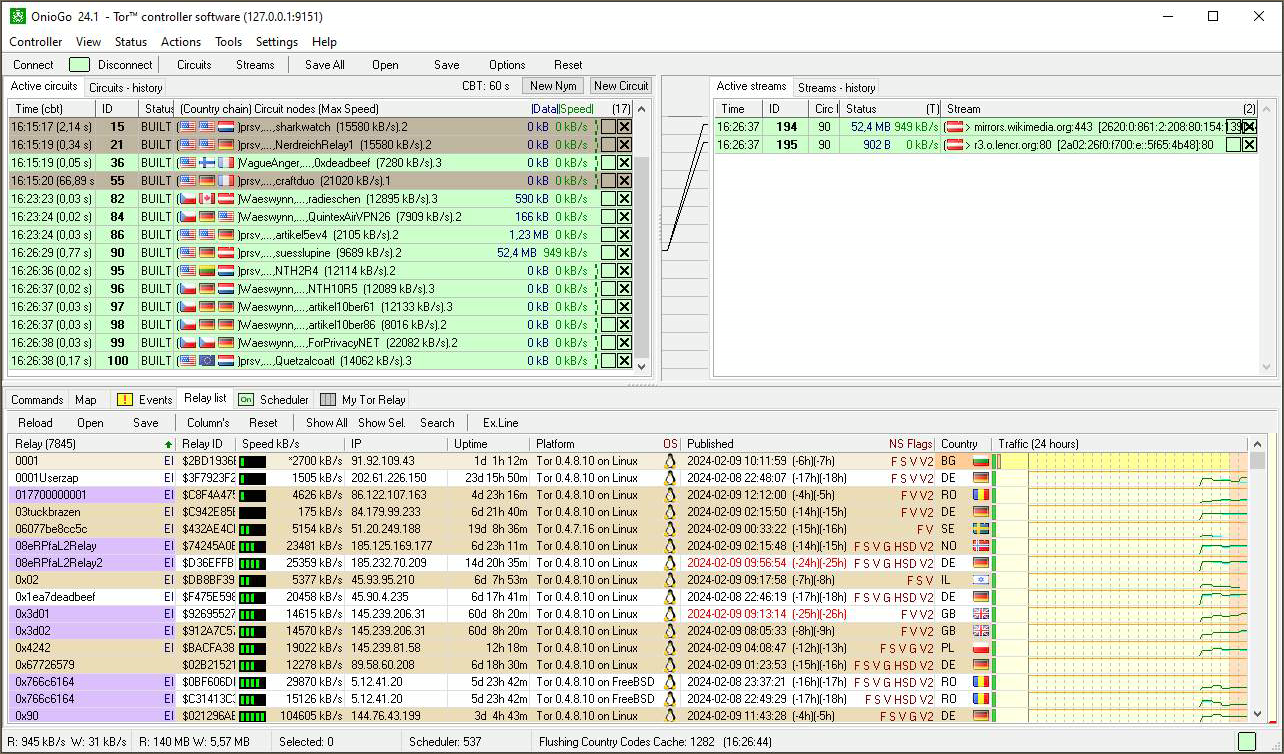 OnioGo 24.1 - Tor™ controller software (127.0.0.1:9151)
Controller View Status Actions Tools Settings Help
Connect Disconnect Circuits Streams Save All Open Save Options Reset
Active circuits Circuits - history CBT: 60 s New Nym New Circuit
Time (cbt) ID Status (Country chain) Circuit nodes (Max Speed) |Data|Speed| (17)
16:15:17 (2,14 s) 15 BUILT ( )prsv,...,sharkwatch (15580 kB/s).2 0 kB 0 kB/s
16:15:19 (0,34 s) 21 BUILT ( )prsv,...,NerdreichRelay1 (15580 kB/s).2 0 kB 0 kB/s
16:15:19 (0,05 s) 36 BUILT ( )VagueAnger,...,0xdeadbeef (7280 kB/s).3 0 kB 0 kB/s
16:15:20 (66,89 s 55 BUILT ( )prsv,...,craftduo (21020 kB/s).1 0 kB 0 kB/s
16:23:23 (0,03 s) 82 BUILT ( )Waeswynn,...,radieschen (12895 kB/s).3 590 kB 0 kB/s
16:23:24 (0,02 s) 84 BUILT ( )Waeswynn,...,QuintexAirVPN26 (7909 kB/s).2 166 kB 0 kB/s
16:23:24 (0,03 s) 86 BUILT ( )prsv,...,artikel5ev4 (2105 kB/s).2 1,23 MB 0 kB/s
16:26:29 (0,77 s) 90 BUILT ( )prsv,...,suesslupine (9689 kB/s).2 52,4 MB 949 kB/s
16:26:36 (0,02 s) 95 BUILT ( )prsv,...,NTH2R4 (12114 kB/s).2 0 kB 0 kB/s
16:26:37 (0,02 s) 96 BUILT ( )Waeswynn,...,NTH10R5 (12089 kB/s).3 0 kB 0 kB/s
16:26:37 (0,03 s) 97 BUILT ( )Waeswynn,...,artikel10ber61 (12133 kB/s).3 0 kB 0 kB/s
16:26:37 (0,03 s) 98 BUILT ( )Waeswynn,...,artikel10ber86 (8016 kB/s).2 0 kB 0 kB/s
16:26:38 (0,03 s) 99 BUILT ( )Waeswynn,...,ForPrivacyNET (22082 kB/s).2 0 kB 0 kB/s
16:26:38 (0,17 s) 100 BUILT ( )prsv,...,Quetzalcoatl (14062 kB/s).3 0 kB 0 kB/s
Active streams Streams - history
Time ID Circ I Status (T) Stream (2)
16:26:37 194 90 52,4 MB 949 kB/s > mirrors.wikimedia.org:443 [2620:0:861:2:208:80:154:139
16:26:37 195 90 902 B 0 kB/s > r3.o.lencr.org:80 [2a02:26f0:f700:e::5f65:4b48]:80
Commands Map Events Relay list On Scheduler My Tor Relay
Reload Open Save Column's Reset Show All Show Sel. Search Ex.Line
Relay (7845) Relay ID Speed kB/s IP Uptime Platform OS Published NS Flags Country Traffic (24 hours)
0001 EI $2BD1936E *2700 kB/s 91.92.109.43 1d 1h 12m Tor 0.4.8.10 on Linux 2024-02-09 10:11:59 (-6h)(-7h) F S V V2 BG
0001Userzap EI $3F7923F2 1505 kB/s 202.61.226.150 23d 15h 50m Tor 0.4.8.10 on Linux 2024-02-08 22:48:07 (-17h)(-18h) F S V V2 DE
017700000001 EI $C8F4A475 4626 kB/s 86.122.107.163 4d 23h 16m Tor 0.4.8.10 on Linux 2024-02-09 12:12:00 (-4h)(-5h) F V V2 RO
03tuckbrazen EI $C942E85 175 kB/s 84.179.99.233 6d 21h 40m Tor 0.4.8.10 on Linux 2024-02-09 02:15:50 (-14h)(-15h) F V V2 DE
06077be8cc5c EI $432AE4C 154 kB/s 51.20.249.188 19d Tor 0.4.7.16 on Linux 2024-02-09 00:33:22 (-15h)(-16h) F V
08eRPfaL2Relay EI $74245A0E 881 kB/s 185.125.169.177 6d 20h 11m Tor 0.4.8.10 on Linux 2024-02-09 02:15:48 (-14h)(-15h) F S V G HSD V2 NO
08eRPfaL2Relay2 EI $D36EFFB 5359 kB/s 185.232.70.209 14d 20h 35m Tor 0.4.8.10 on Linux 2024-02-09 09:56:54 (-24h)(-25h) F S V G HSD V2 DE
0x02 EI $DB8BF39 5377 kB/s 45.93.95.210 6d 7h 33m Tor 0.4.8.10 on Linux 2024-02-09 09:17:58 (-7h)(-8h) F S V IL
0x1ea7deadbeef EI $F475E59 2058 kB/s 45.90.4.235 6d 17h Tor 0.4.8.10 on Linux 2024-02-08 22:46:19 (-17h)(-18h) F S V G HSD V2 DE
0x3d01 EI $92695527 5415 kB/s 145.239.206.31 60d 8h 20m Tor 0.4.8.10 on Linux 2024-02-09 09:13:14 (-25h)(-26h) F V V2 GB
0x3d02 EI $912A7C5 14570 kB/s 145.239.206.31 60d 8h 20m Tor 0.4.8.10 on Linux 2024-02-09 08:05:33 (-8h)(-9h) F V V2 GB
0x4242 EI $BACFA38 1022 kB/s 145.239.81.58 12h 18m Tor 0.4.8.10 on Linux 2024-02-09 04:08:47 (-12h)(-13h) F S V G V2 PL
0x67726579 EI $02B21521 12278 kB/s 89.58.60.208 6d 18h Tor 0.4.8.10 on Linux 2024-02-09 01:23:53 (-15h)(-16h) F S V G HSD V2 DE
0x766c6164 EI $0BF606D 3270 kB/s 5.12.41.20 5d 23h 42m Tor 0.4.8.10 on FreeBSD 2024-02-08 23:37:21 (-16h)(-17h) F S V G HSD V2 RO
0x766c6164 EI $C31413C 2627 kB/s 5.12.41.20 5d 23h 42m Tor 0.4.8.10 on FreeBSD 2024-02-08 22:49:29 (-17h)(-18h) F S V G HSD V2 RO
0x90 EI $021296AE 104605 kB/s 144.76.43.199 3d 4h 43m Tor 0.4.8.10 on Linux 2024-02-09 11:43:28 (-4h)(-5h) F S V G V2 DE
R: 945 kB/s W: 31 kB/s R: 140 MB W: 5,57 MB Selected: 0 Scheduler: 537 Flushing Country Codes Cache: 1282 (16:26:44)